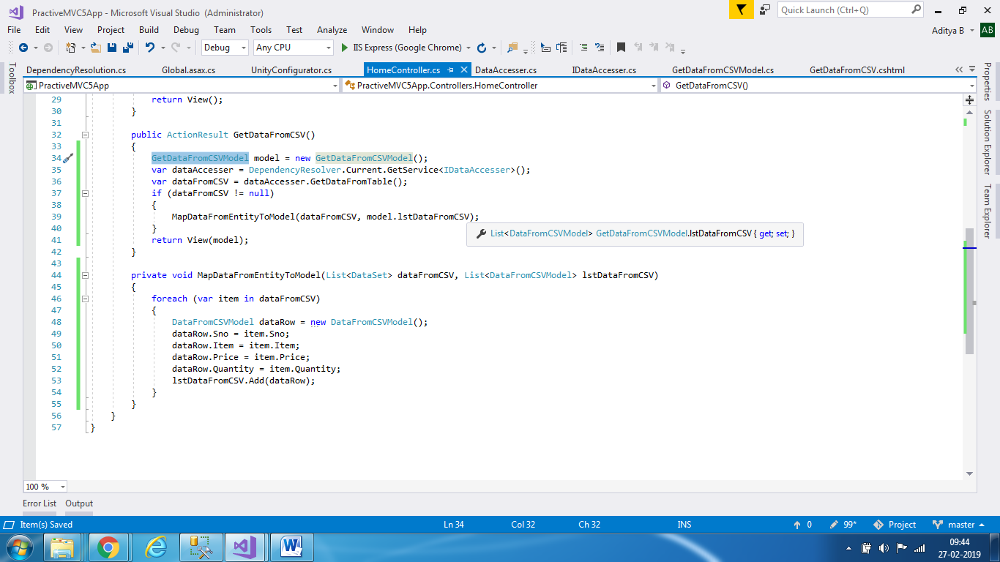 PractiveMVC5App - Microsoft Visual Studio (Administrator)
Quick Launch (Ctrl+Q)
File Edit View Project Build Debug Team Tools Test Analyze Window Help
Aditya B AB
Debug Any CPU IIS Express (Google Chrome)
Toolbox
DependencyResolution.cs Global.asax.cs UnityConfigurator.cs HomeController.cs DataAccesser.cs IDataAccesser.cs GetDataFromCSVModel.cs GetDataFromCSV.cshtml
PractiveMVC5App PractiveMVC5App.Controllers.HomeController GetDataFromCSV()
Properties
Solution Explorer
Team Explorer
29 return View();
30 }
31
32 public ActionResult GetDataFromCSV()
33 {
34 GetDataFromCSVModel model = new GetDataFromCSVModel();
35 var dataAccesser = DependencyResolver.Current.GetService<IDataAccesser>();
36 var dataFromCSV = dataAccesser.GetDataFromTable();
37 if (dataFromCSV != null)
38 {
39 MapDataFromEntityToModel(dataFromCSV, model.lstDataFromCSV);
40 }
List<DataFromCSVModel> GetDataFromCSVModel.lstDataFromCSV { get; set; }
41 return View(model);
42 }
43
44 private void MapDataFromEntityToModel(List<DataSet> dataFromCSV, List<DataFromCSVModel> lstDataFromCSV)
45 {
46 foreach (var item in dataFromCSV)
47 {
48 DataFromCSVModel dataRow = new DataFromCSVModel();
49 dataRow.Sno = item.Sno;
50 dataRow.Item = item.Item;
51 dataRow.Price = item.Price;
52 dataRow.Quantity = item.Quantity;
53 lstDataFromCSV.Add(dataRow);
54 }
55 }
56 }
57 }
100 %
Error List Output
Item(s) Saved Ln 34 Col 32 Ch 32 INS 0 99* Project master
09:44
27-02-2019